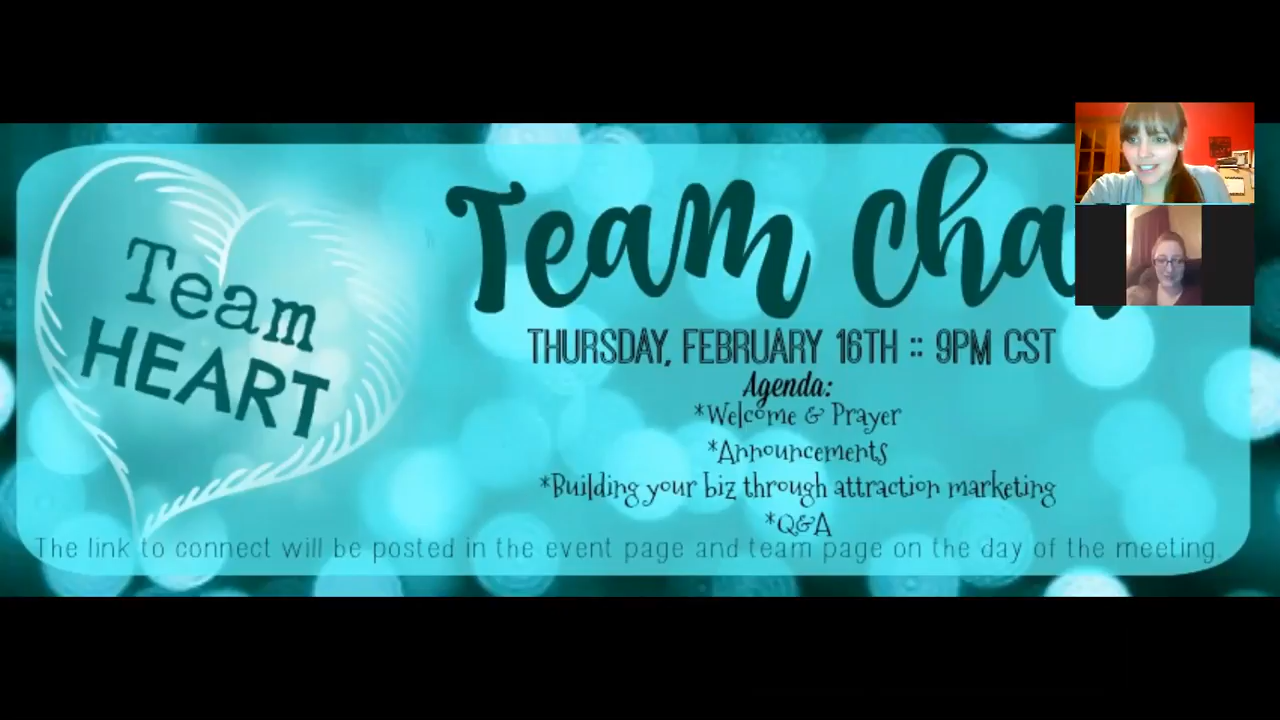 Team
HEART
Team Cha
THURSDAY, FEBRUARY 16TH :: 9PM CST
Agenda:
*Welcome & Prayer
*Announcements
*Building your biz through attraction marketing
*Q&A
The link to connect will be posted in the event page and team page on the day of the meeting.